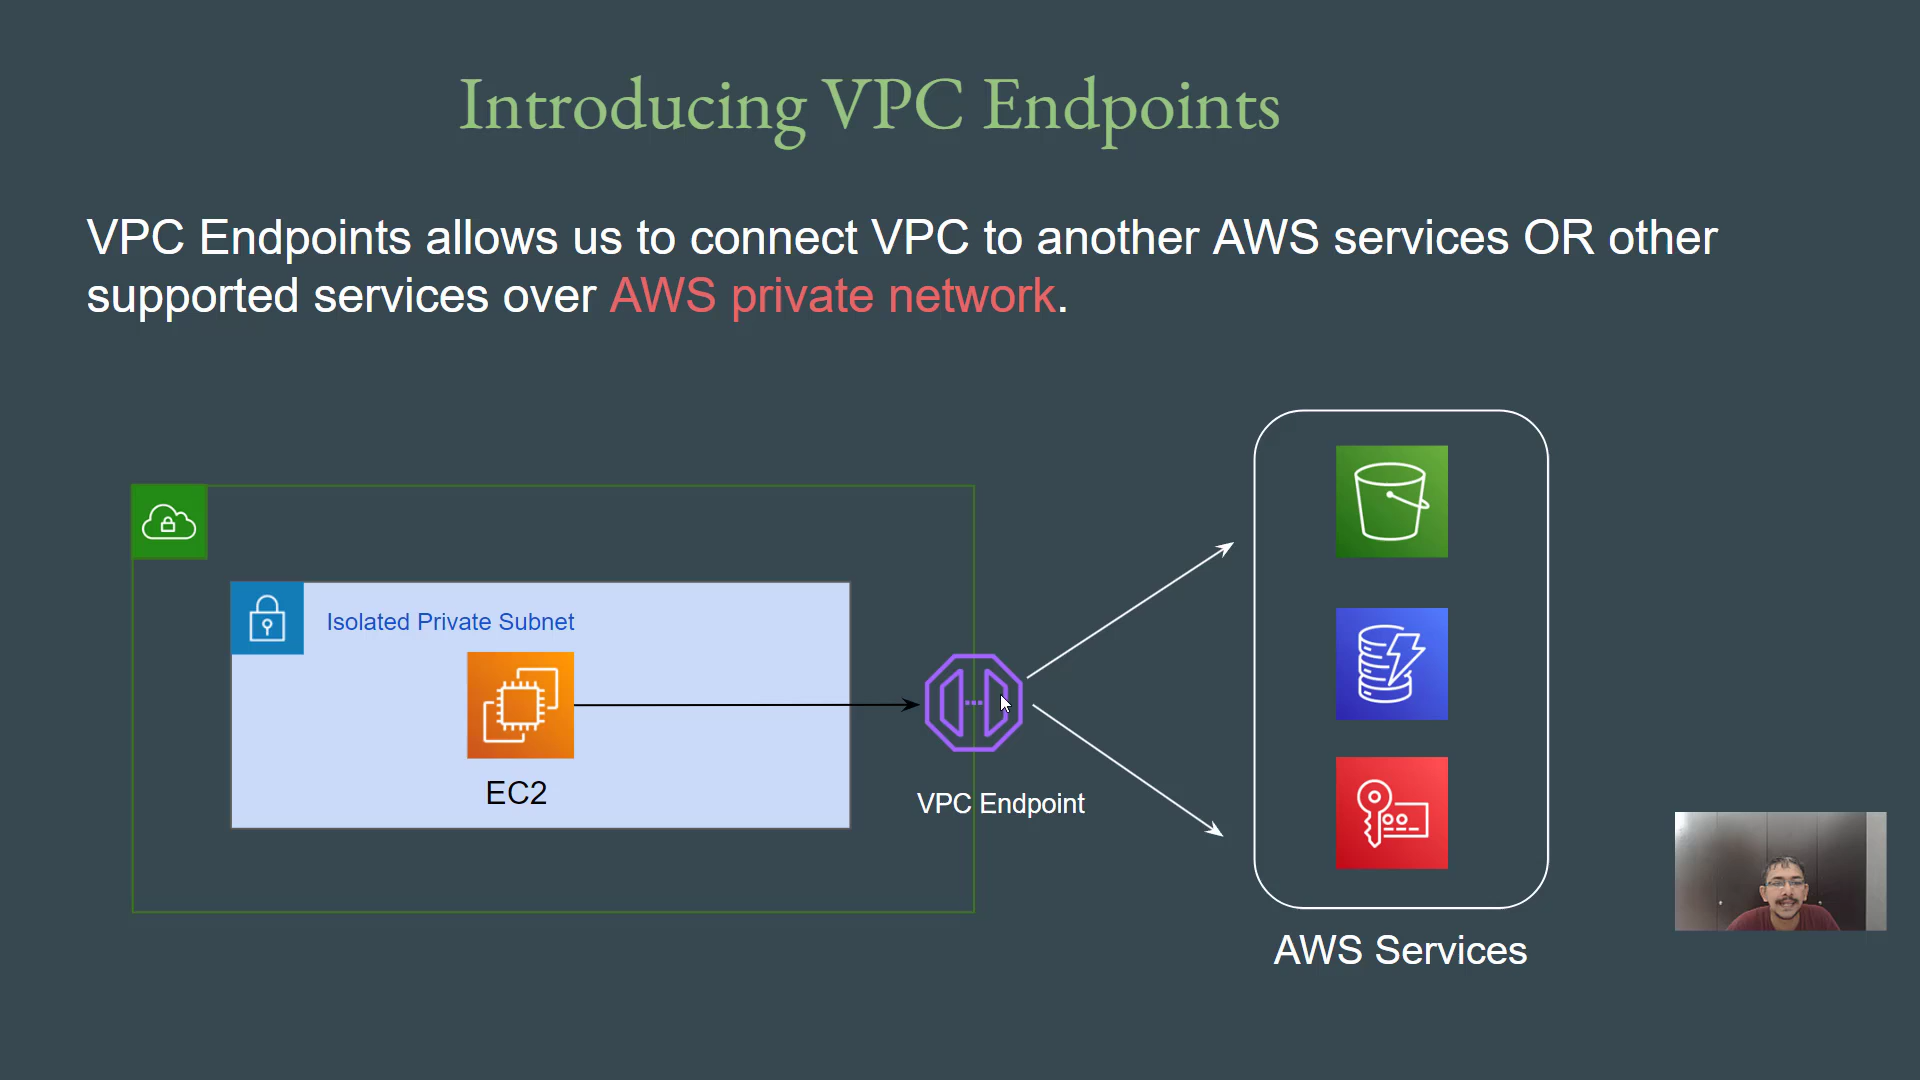 Introducing VPC Endpoints
VPC Endpoints allows us to connect VPC to another AWS services OR other
supported services over AWS private network.
Isolated Private Subnet
EC2
VPC Endpoint
AWS Services